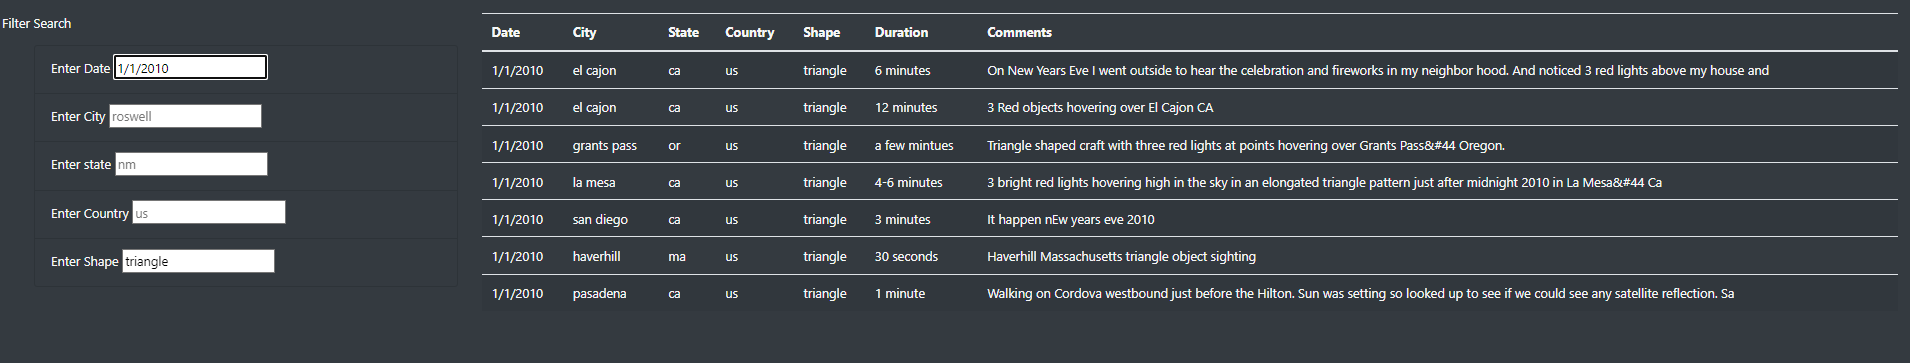 Filter Search
Enter Date 1/1/2010
Enter City roswell
Enter state nm
Enter Country us
Enter Shape triangle
Date City State Country Shape Duration Comments
1/1/2010 el cajon ca us triangle 6 minutes On New Years Eve I went outside to hear the celebration and fireworks in my neighbor hood. And noticed 3 red lights above my house and
1/1/2010 el cajon ca us triangle 12 minutes 3 Red objects hovering over El Cajon CA
1/1/2010 grants pass or us triangle a few mintues Triangle shaped craft with three red lights at points hovering over Grants Pass&#44 Oregon.
1/1/2010 la mesa ca us triangle 4-6 minutes 3 bright red lights hovering high in the sky in an elongated triangle pattern just after midnight 2010 in La Mesa&#44 Ca
1/1/2010 san diego ca us triangle 3 minutes It happen nEw years eve 2010
1/1/2010 haverhill ma us triangle 30 seconds Haverhill Massachusetts triangle object sighting
1/1/2010 pasadena ca us triangle 1 minute Walking on Cordova westbound just before the Hilton. Sun was setting so looked up to see if we could see any satellite reflection. Sa